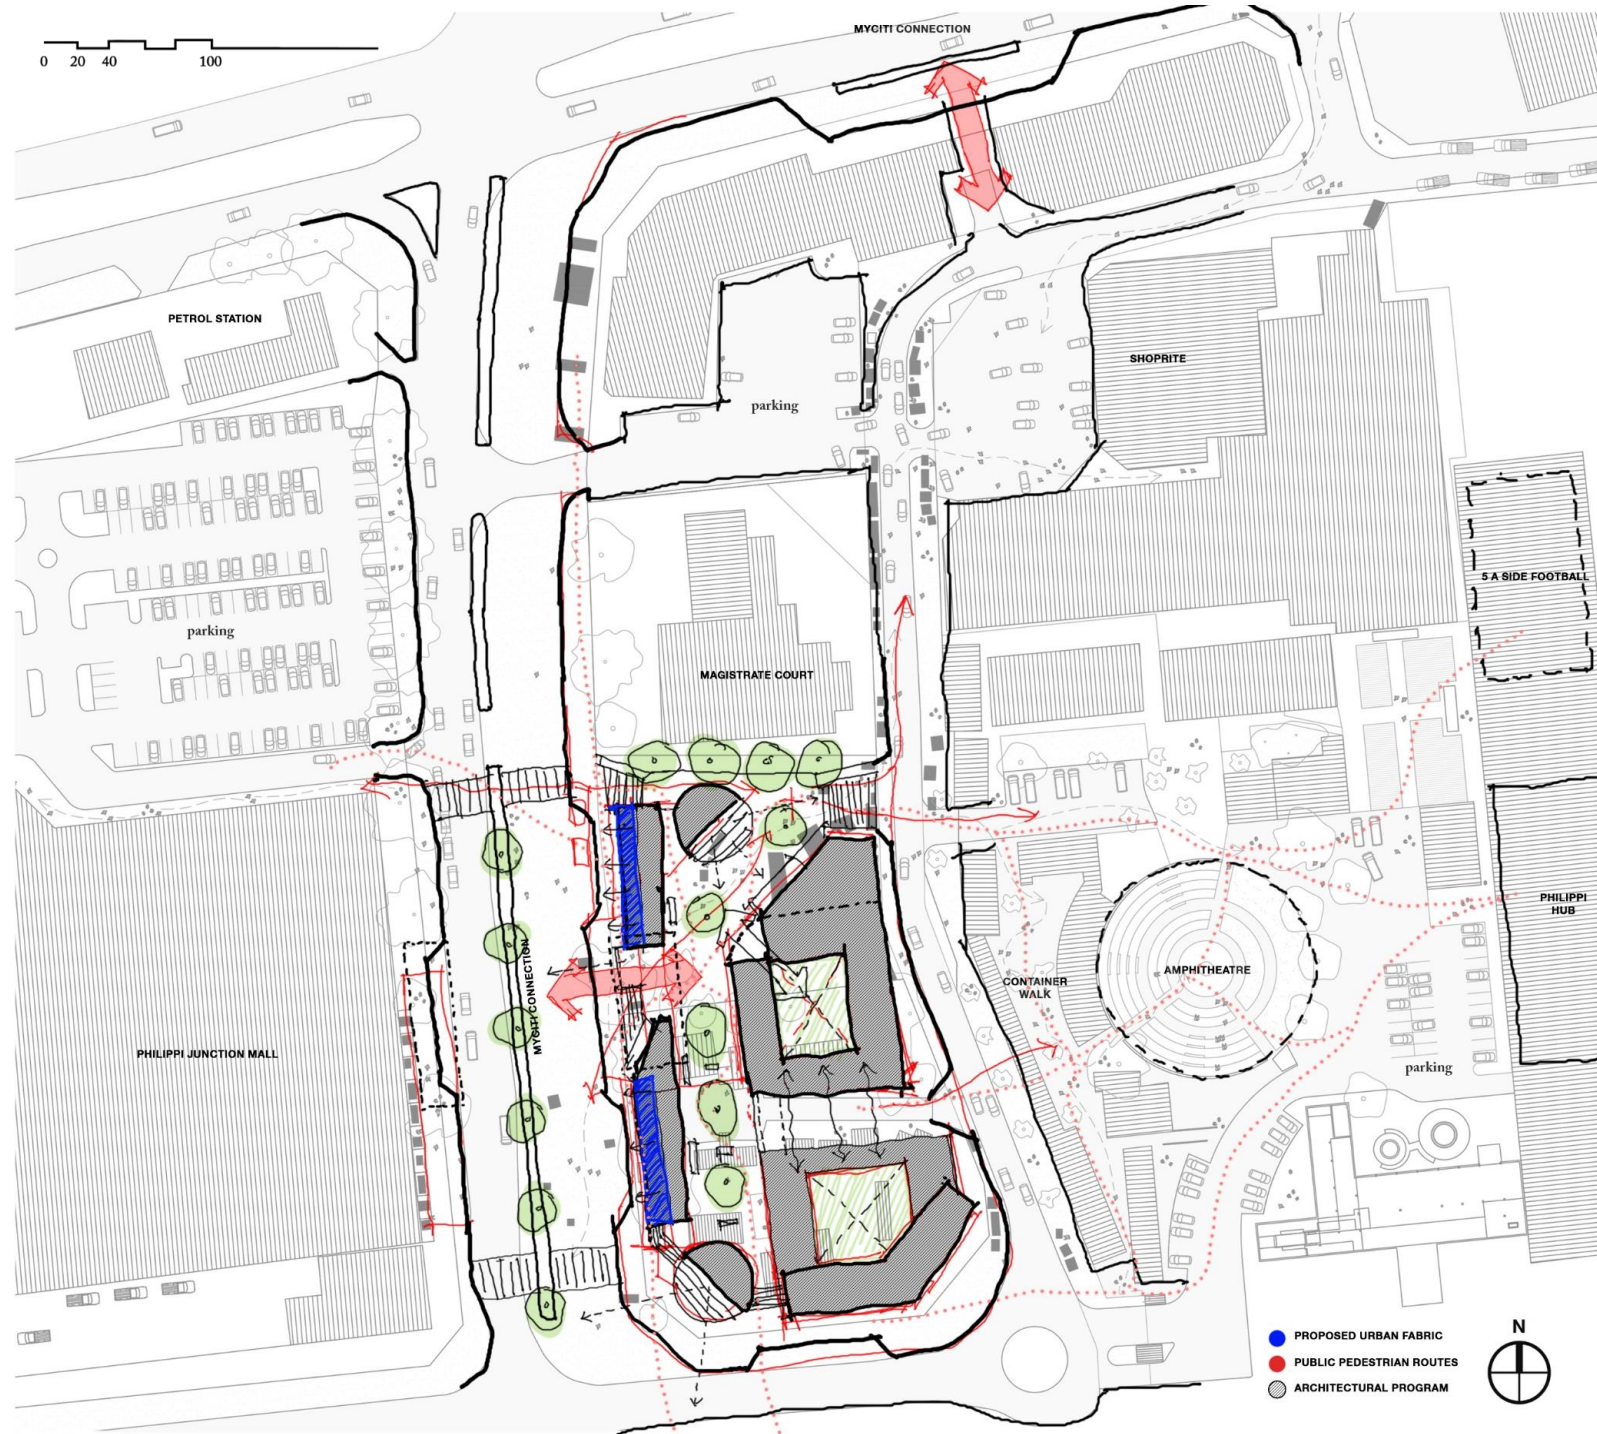 MYCITI CONNECTION
0 20 40 100
PETROL STATION
SHOPRITE
parking
5 A SIDE FOOTBALL
parking
MAGISTRATE COURT
PHILIPPI
HUB
MYCITI CONNECTION
AMPHITHEATRE
CONTAINER
WALK
PHILIPPI JUNCTION MALL
parking
N
PROPOSED URBAN FABRIC
PUBLIC PEDESTRIAN ROUTES
ARCHITECTURAL PROGRAM